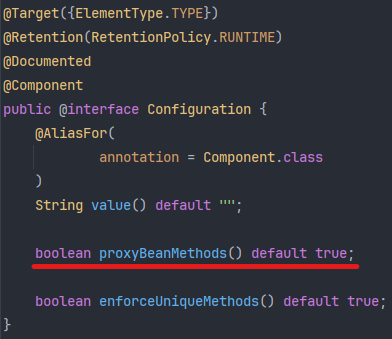 @Target({ElementType.TYPE})
@Retention(RetentionPolicy.RUNTIME)
@Documented
@Component
public @interface Configuration {
@AliasFor(
annotation = Component.class
)
String value() default "";
boolean proxyBeanMethods() default true;
boolean enforceUniqueMethods() default true;
}